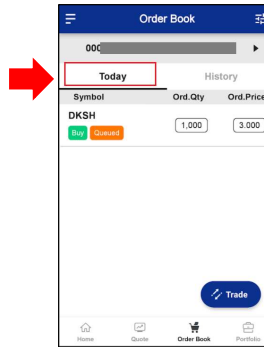 Order Book
000
Today History
Symbol Ord.Qty Ord.Price
DKSH
1,000 3.000
Buy Queued
Trade
Home Quote Order Book Portfolio